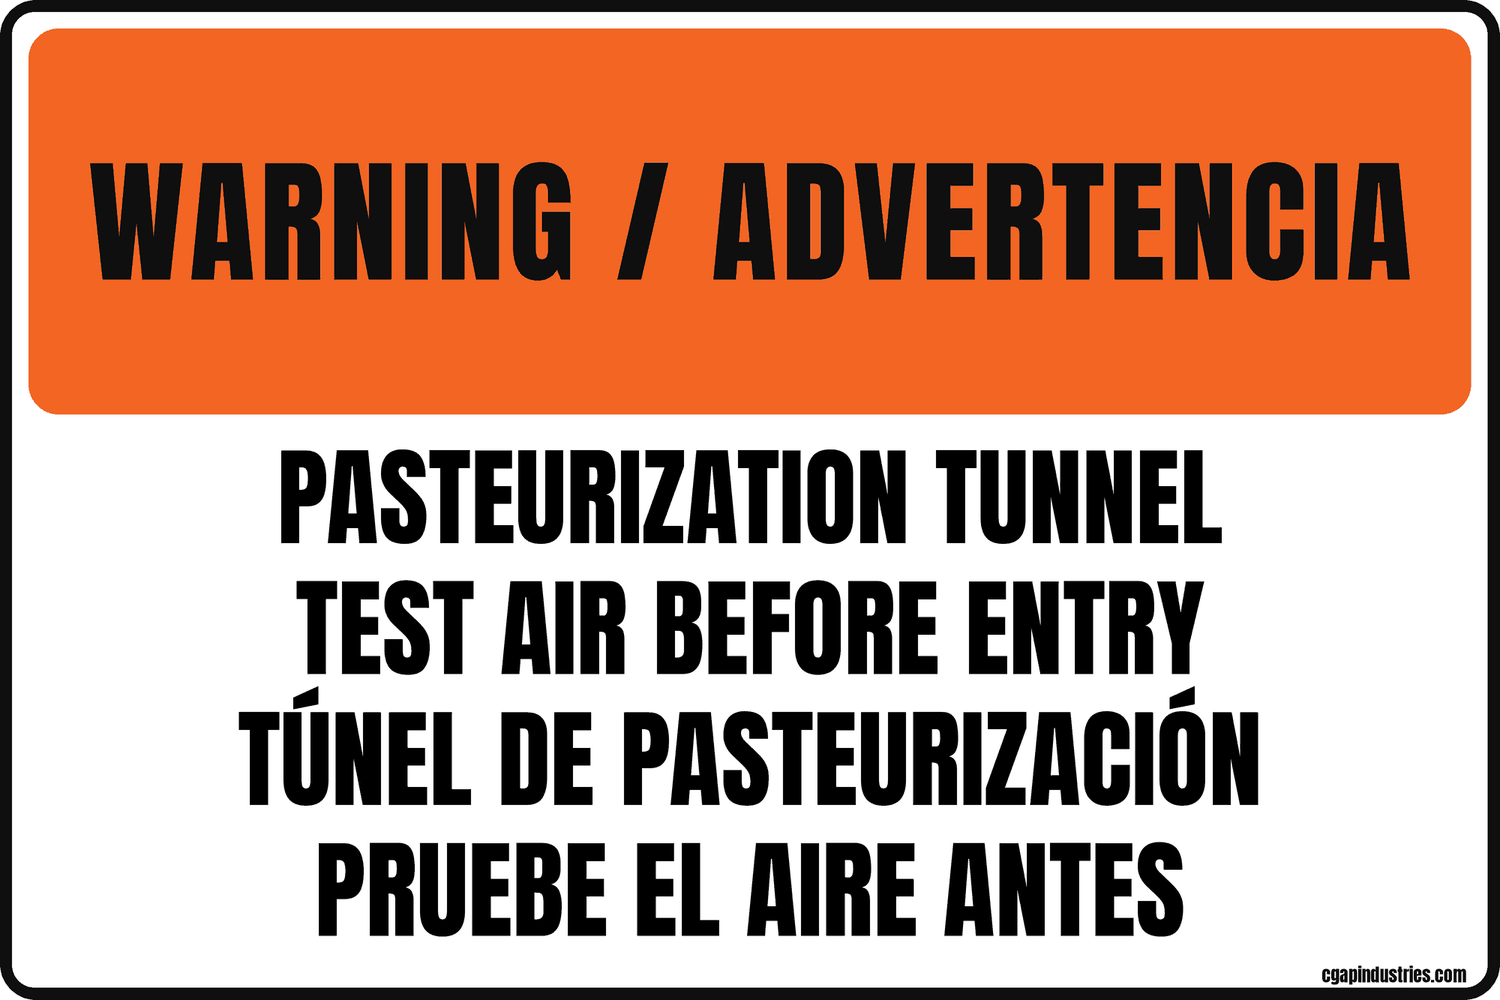 WARNING / ADVERTENCIA
PASTEURIZATION TUNNEL
TEST AIR BEFORE ENTRY
TÚNEL DE PASTEURIZACIÓN
PRUEBE EL AIRE ANTES
cgapindustries.com